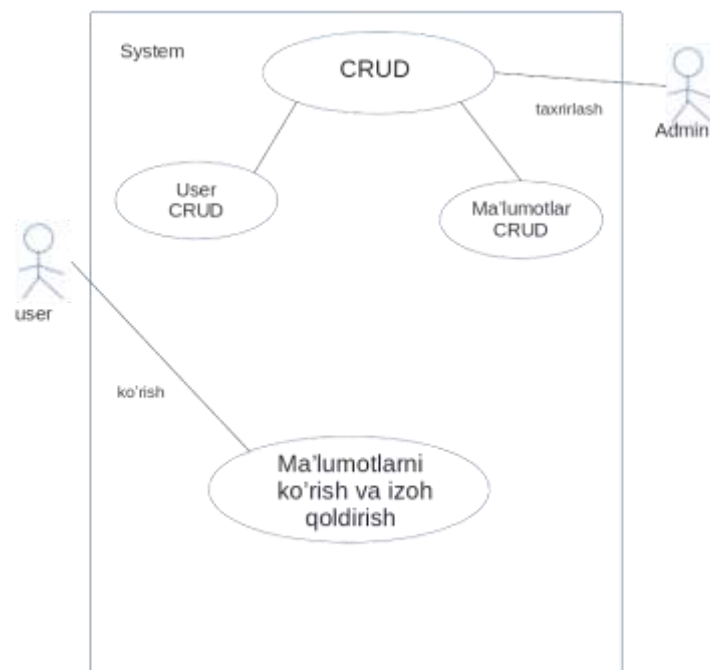 System
CRUD
taxrirlash
Admin
User
CRUD
Ma'lumotlar
CRUD
user
ko'rish
Ma'lumotlarni
ko'rish va izoh
qoldirish